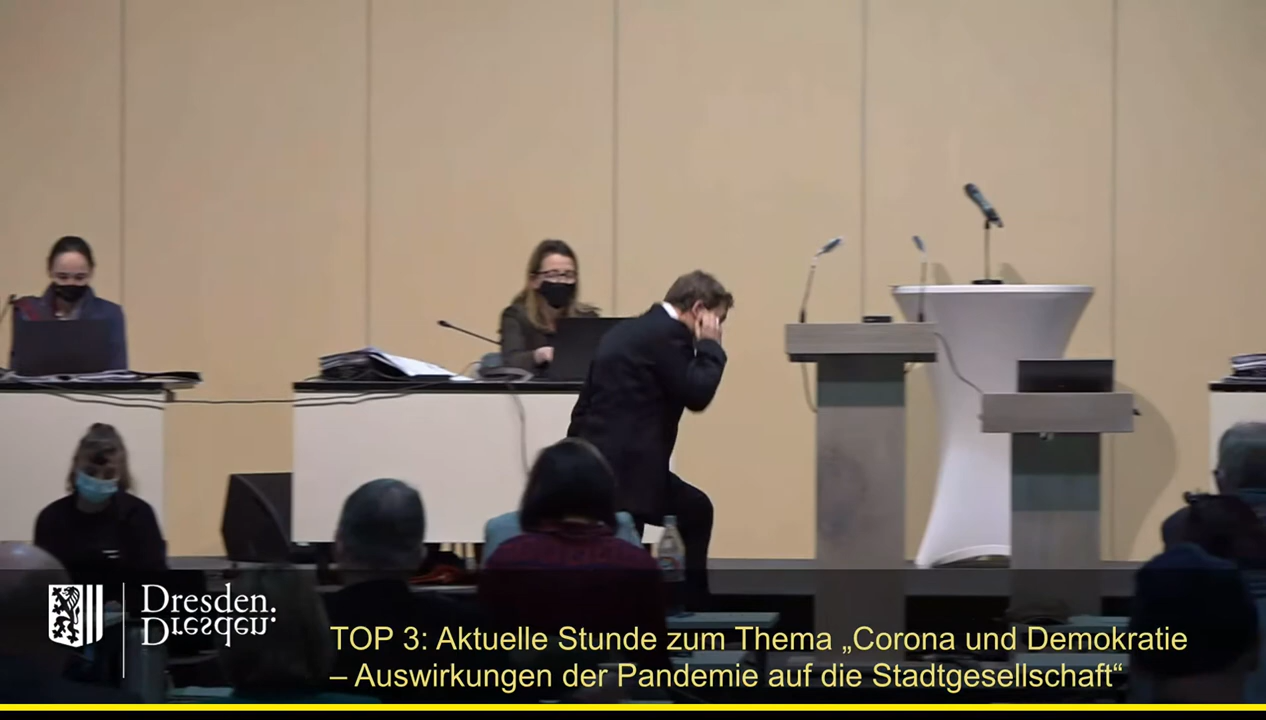 Dresden.
Dresden.
TOP 3: Aktuelle Stunde zum Thema „Corona und Demokratie
– Auswirkungen der Pandemie auf die Stadtgesellschaft“